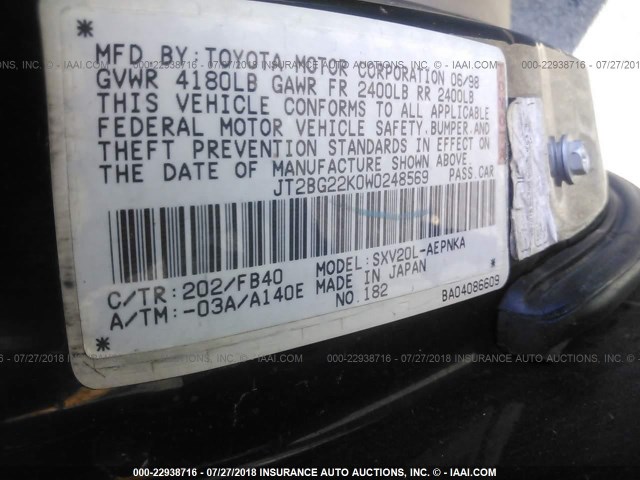 MFD BY: TOYOTA MOTOR CORPORATION 06/98
GVWR 4180LB GAWR FR 2400LB RR 2400LB
THIS VEHICLE CONFORMS TO ALL APPLICABLE
FEDERAL MOTOR VEHICLE SAFETY, BUMPER, AND
THEFT PREVENTION STANDARDS IN EFFECT ON
THE DATE OF MANUFACTURE SHOWN ABOVE.
JT2BG22K0W0248569 PASS. CAR
C/TR: 202/FB40 MODEL: SXV20L-AEPNKA
A/TM: -03A/A140E MADE IN JAPAN
NO. 182 BA04086609
000-22938716 - 07/27/2018 INSURANCE AUTO AUCTIONS, INC. - © - IAAI.COM